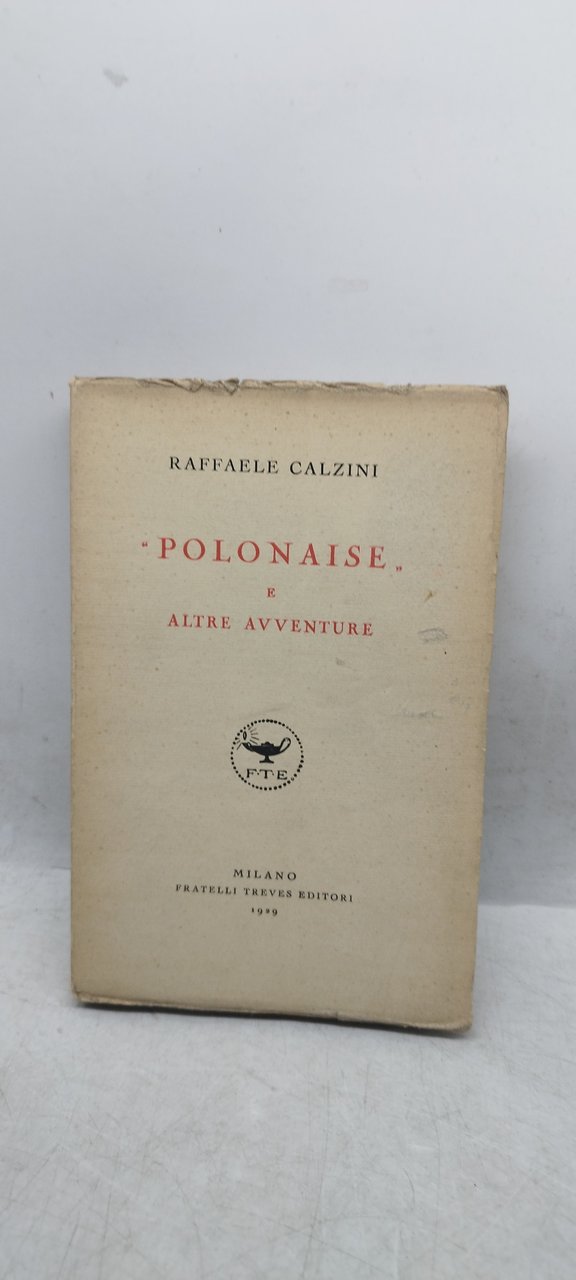 RAFFAELE CALZINI
“POLONAISE„
E
ALTRE AVVENTURE
F·T·E
MILANO
FRATELLI TREVES EDITORI
1929